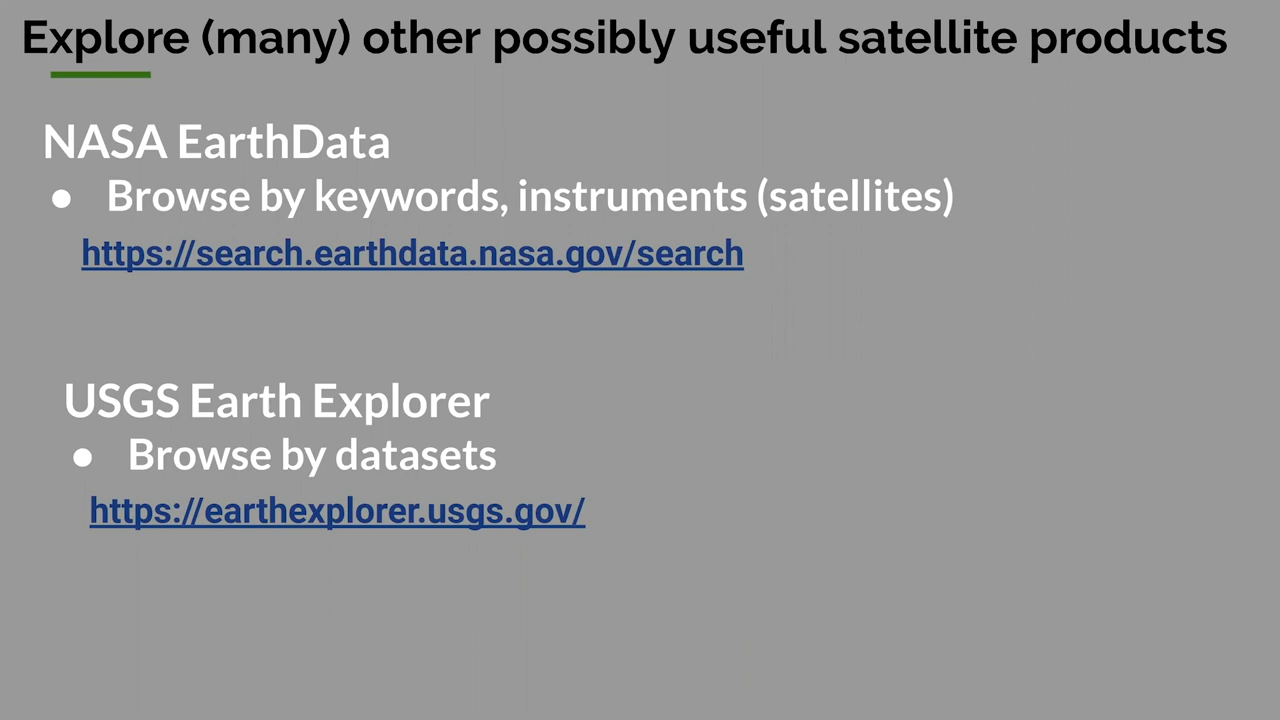 Explore (many) other possibly useful satellite products
NASA EarthData
● Browse by keywords, instruments (satellites)
https://search.earthdata.nasa.gov/search
USGS Earth Explorer
● Browse by datasets
https://earthexplorer.usgs.gov/